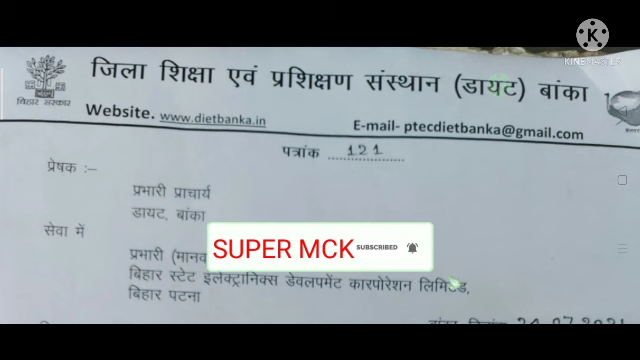 KINEMASTER
जिला शिक्षा एवं प्रशिक्षण संस्थान (डायट) बांका
बिहार सरकार
Website. www.dietbanka.in
E-mail- ptecdietbanka@gmail.com
पत्रांक 121
प्रेषक :–
प्रभारी प्राचार्य
डायट, बांका
सेवा में
प्रभारी (मानव
SUPER MCK SUBSCRIBED
बिहार स्टेट इलेक्ट्रानिक्स डेवलपमेंट कारपोरेशन लिमिटेड,
बिहार पटना